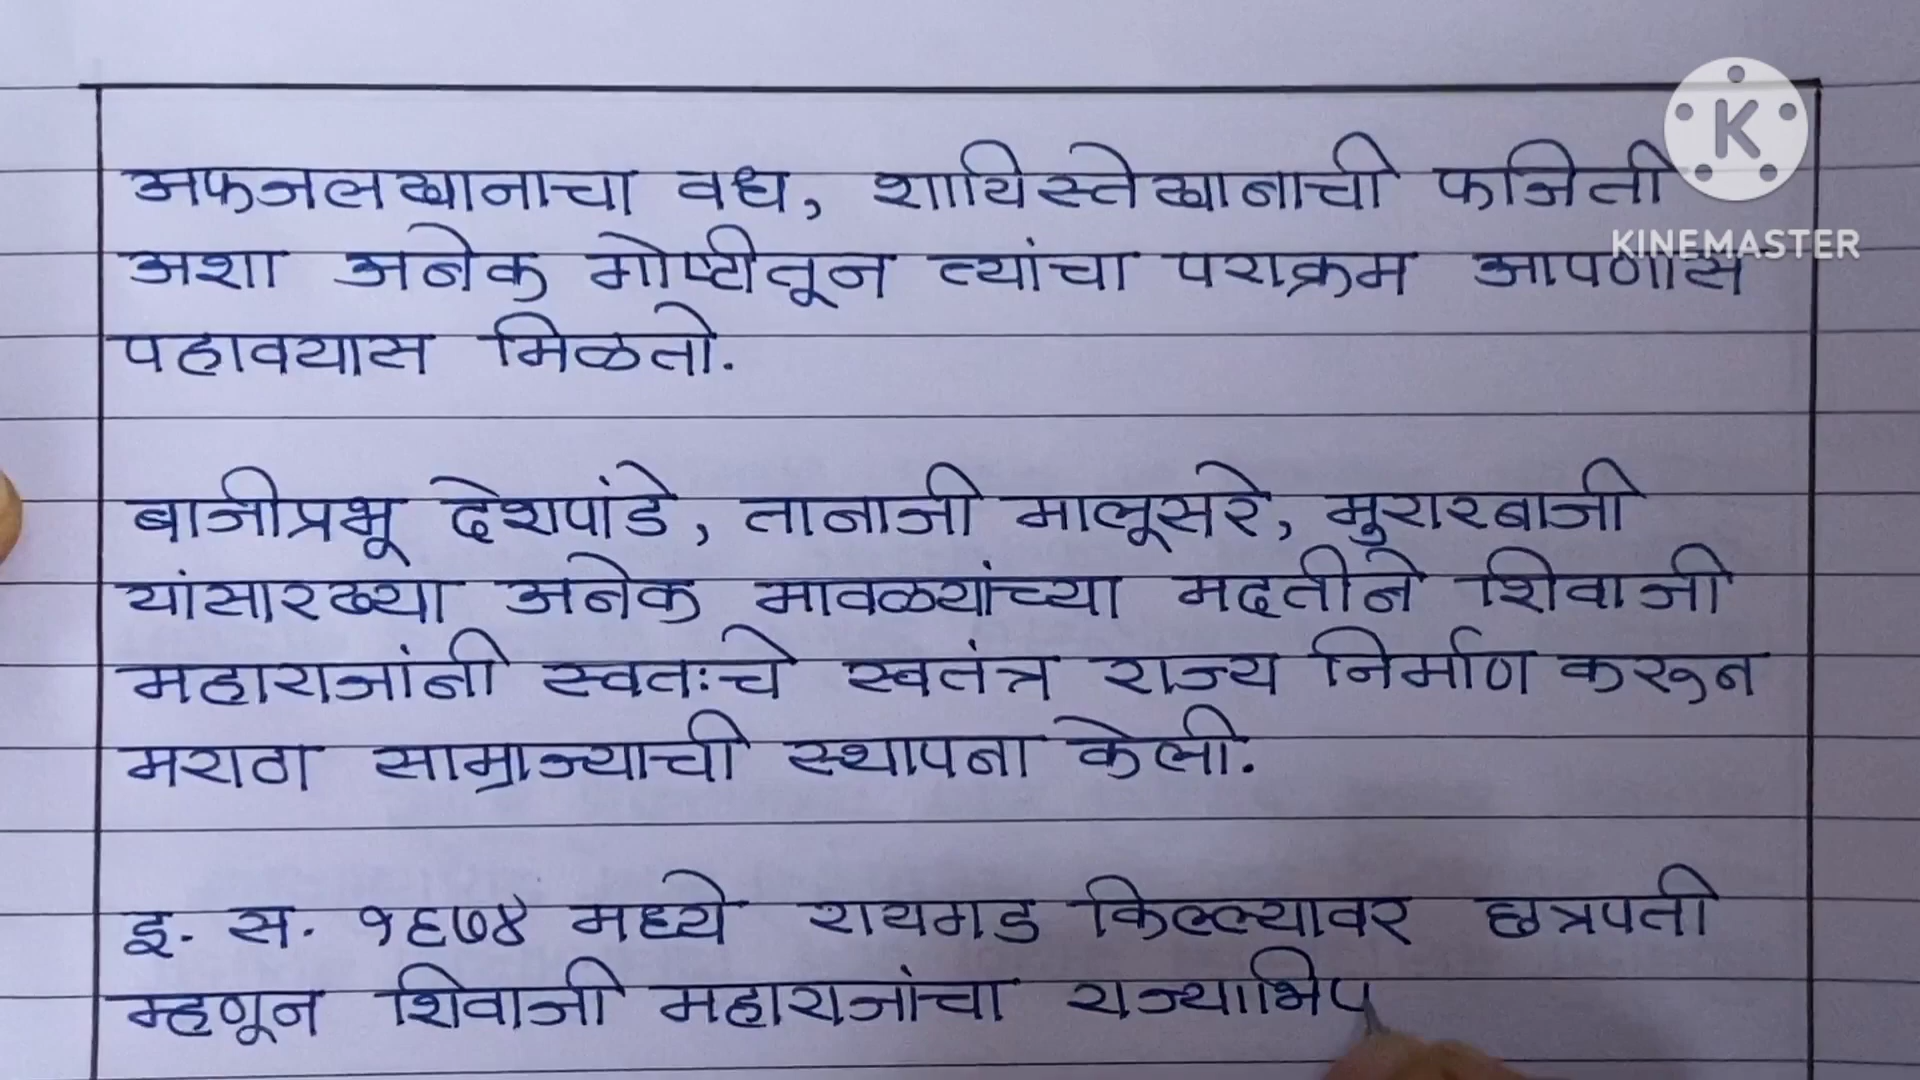 अफजलखानाचा वध, शायिस्तेखानाची फजिती
अशा अनेक गोष्टीतून त्यांचा पराक्रम आपणास
पहावयास मिळतो.
बाजीप्रभू देशपांडे, तानाजी मालूसरे, मुरारबाजी
यांसारख्या अनेक मावळ्यांच्या मदतीने शिवाजी
महाराजांनी स्वतःचे स्वतंत्र राज्य निर्माण करून
मराठा साम्राज्याची स्थापना केली.
इ. स. १६७४ मध्ये रायगड किल्ल्यावर छत्रपती
म्हणून शिवाजी महाराजांचा
K
KINEMASTER